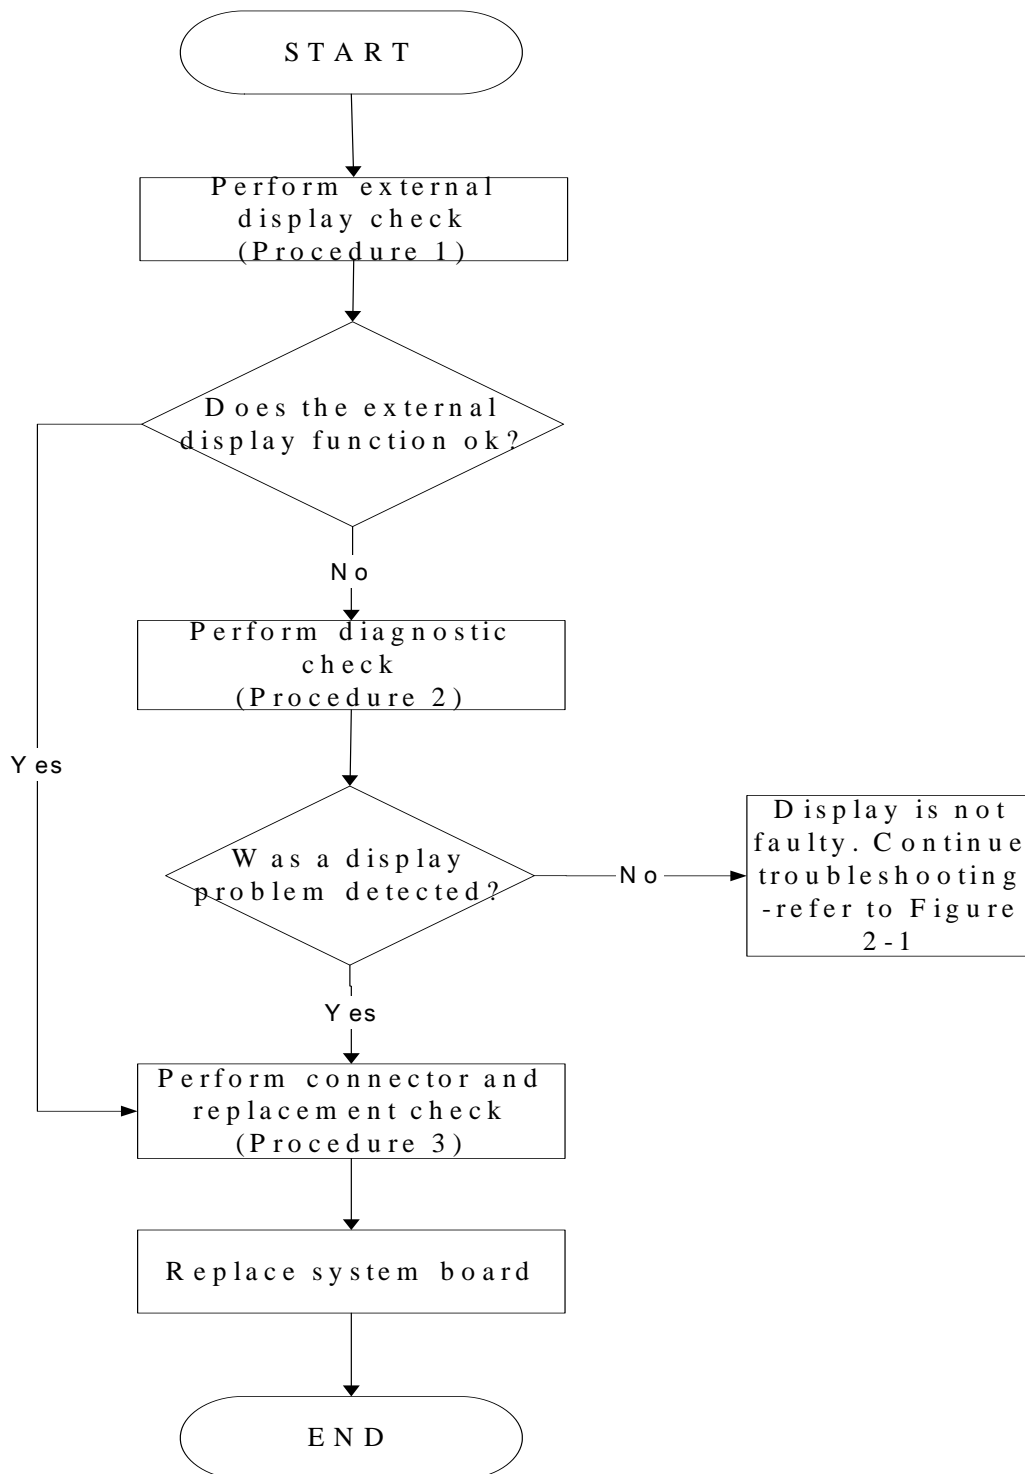 START
Perform external
display check
(Procedure 1)
Does the external
display function ok?
No
Perform diagnostic
check
(Procedure 2)
Yes
Was a display
problem detected?
No
Display is not
faulty. Continue
troubleshooting
-refer to Figure
2-1
Yes
Perform connector and
replacement check
(Procedure 3)
Replace system board
END